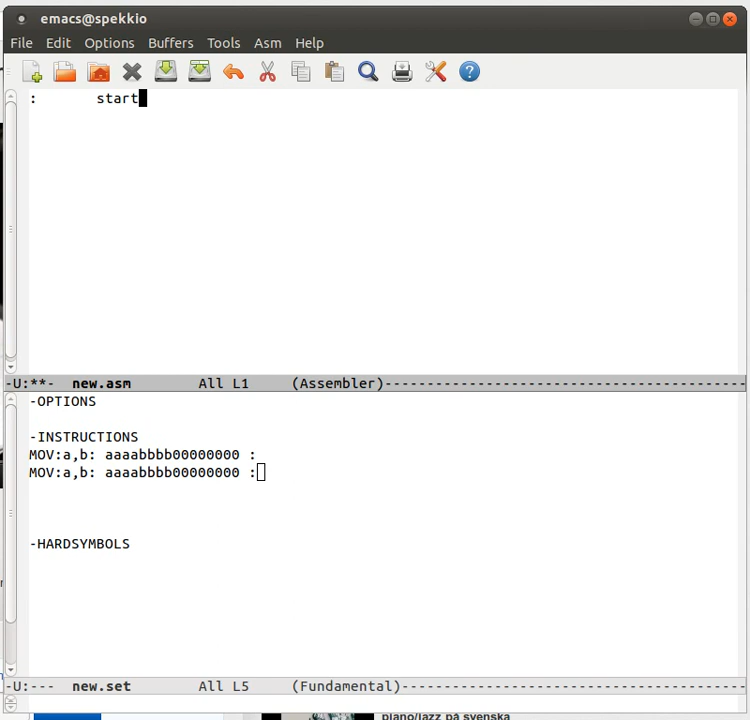 emacs@spekkio
File Edit Options Buffers Tools Asm Help
: start
-U:**- new.asm All L1 (Assembler)-------------------------------------------
-OPTIONS
-INSTRUCTIONS
MOV:a,b: aaaabbbb00000000 :
MOV:a,b: aaaabbbb00000000 :
-HARDSYMBOLS
-U:--- new.set All L5 (Fundamental)-----------------------------------------
piano/jazz på svenska